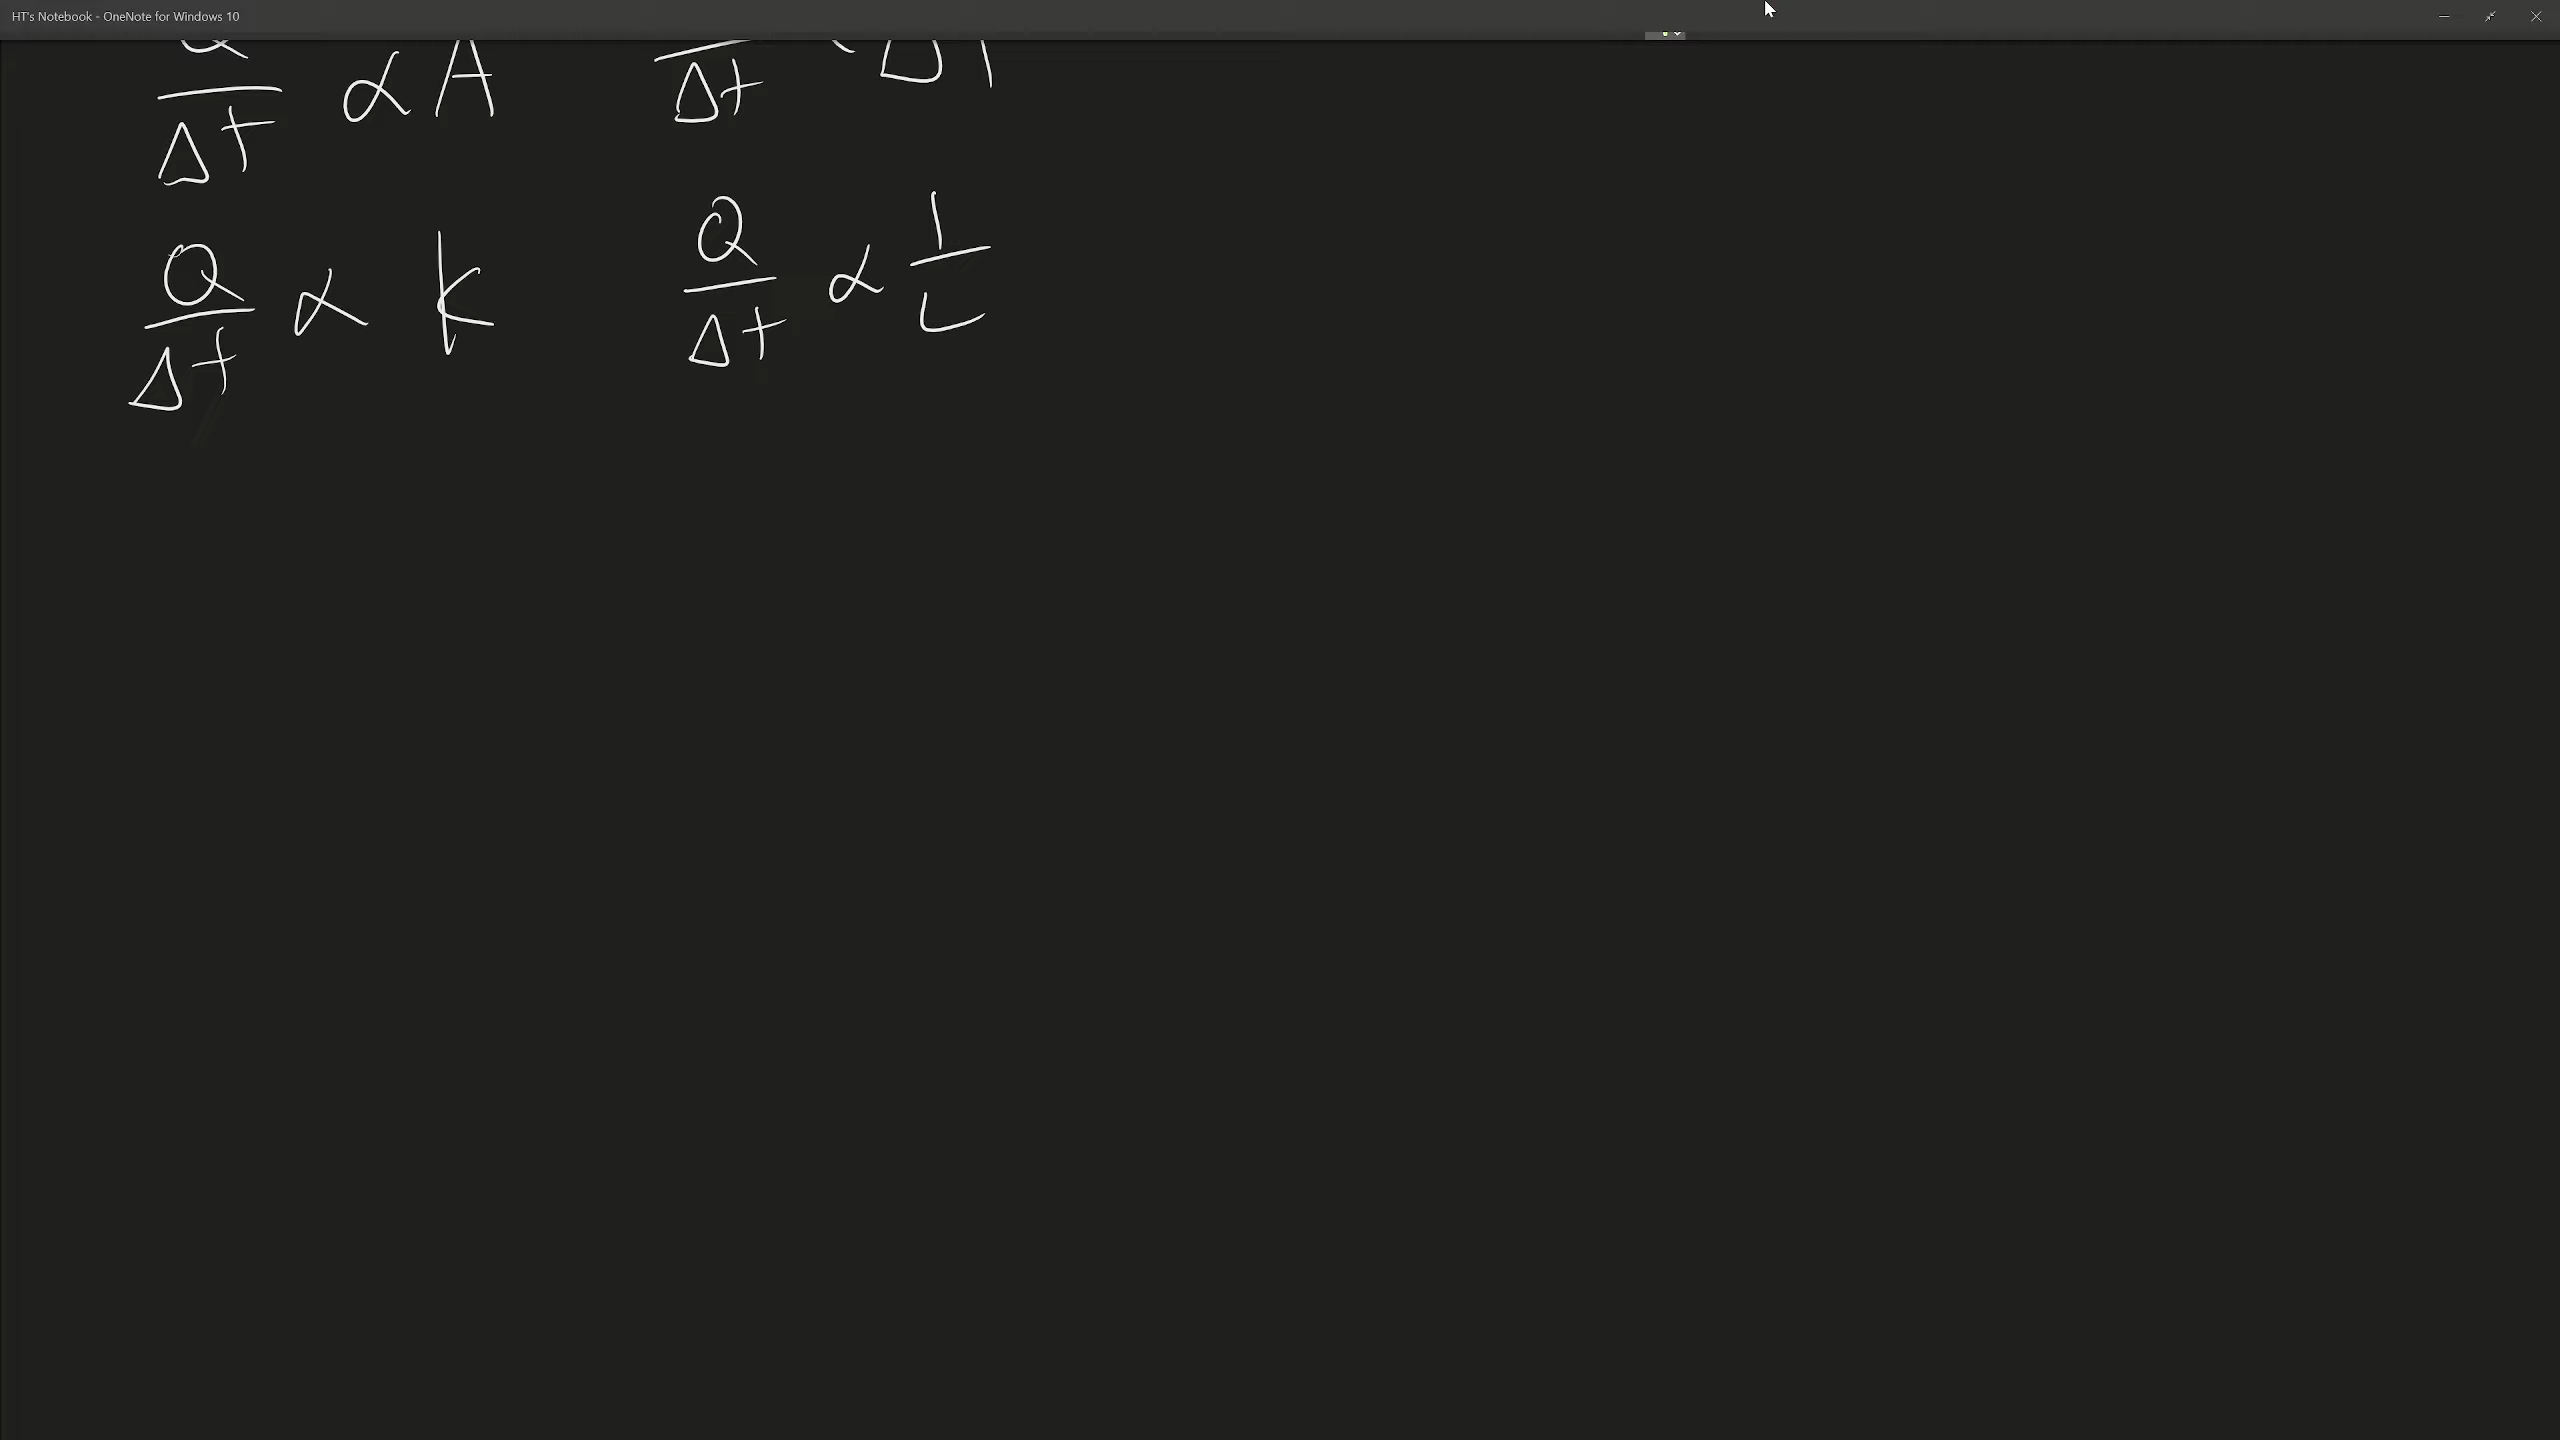 HT's Notebook - OneNote for Windows 10
Q/Δt ∝ A
/Δt ∝ ΔT
Q/Δt ∝ k
Q/Δt ∝ 1/L